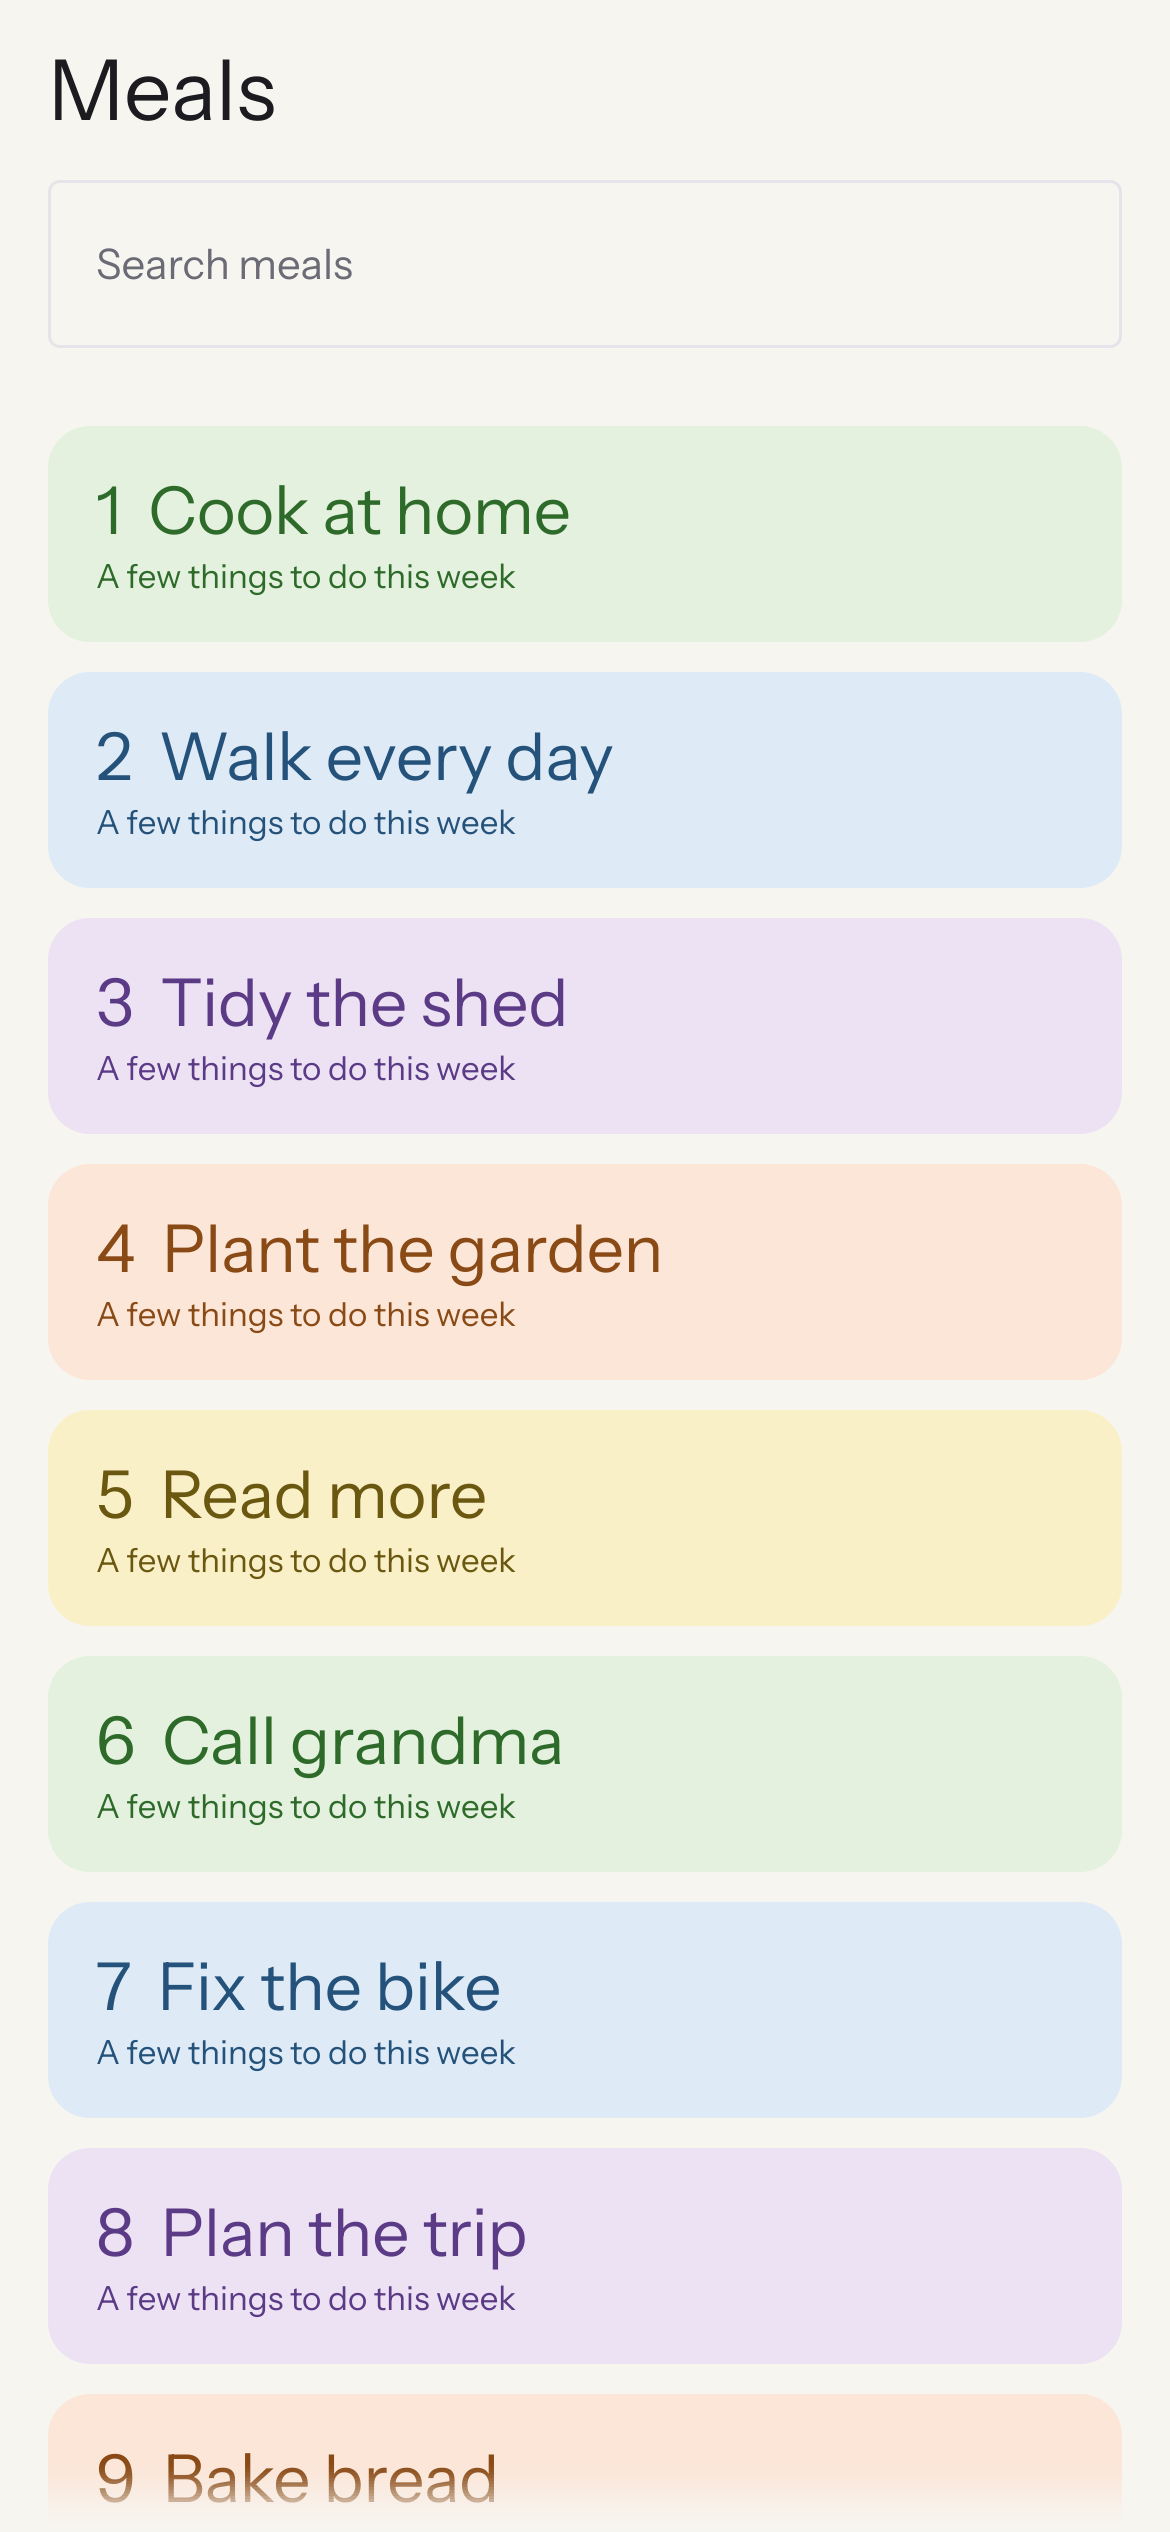 Meals
Search meals
1 Cook at home
A few things to do this week
2 Walk every day
A few things to do this week
3 Tidy the shed
A few things to do this week
4 Plant the garden
A few things to do this week
5 Read more
A few things to do this week
6 Call grandma
A few things to do this week
7 Fix the bike
A few things to do this week
8 Plan the trip
A few things to do this week
9 Bake bread